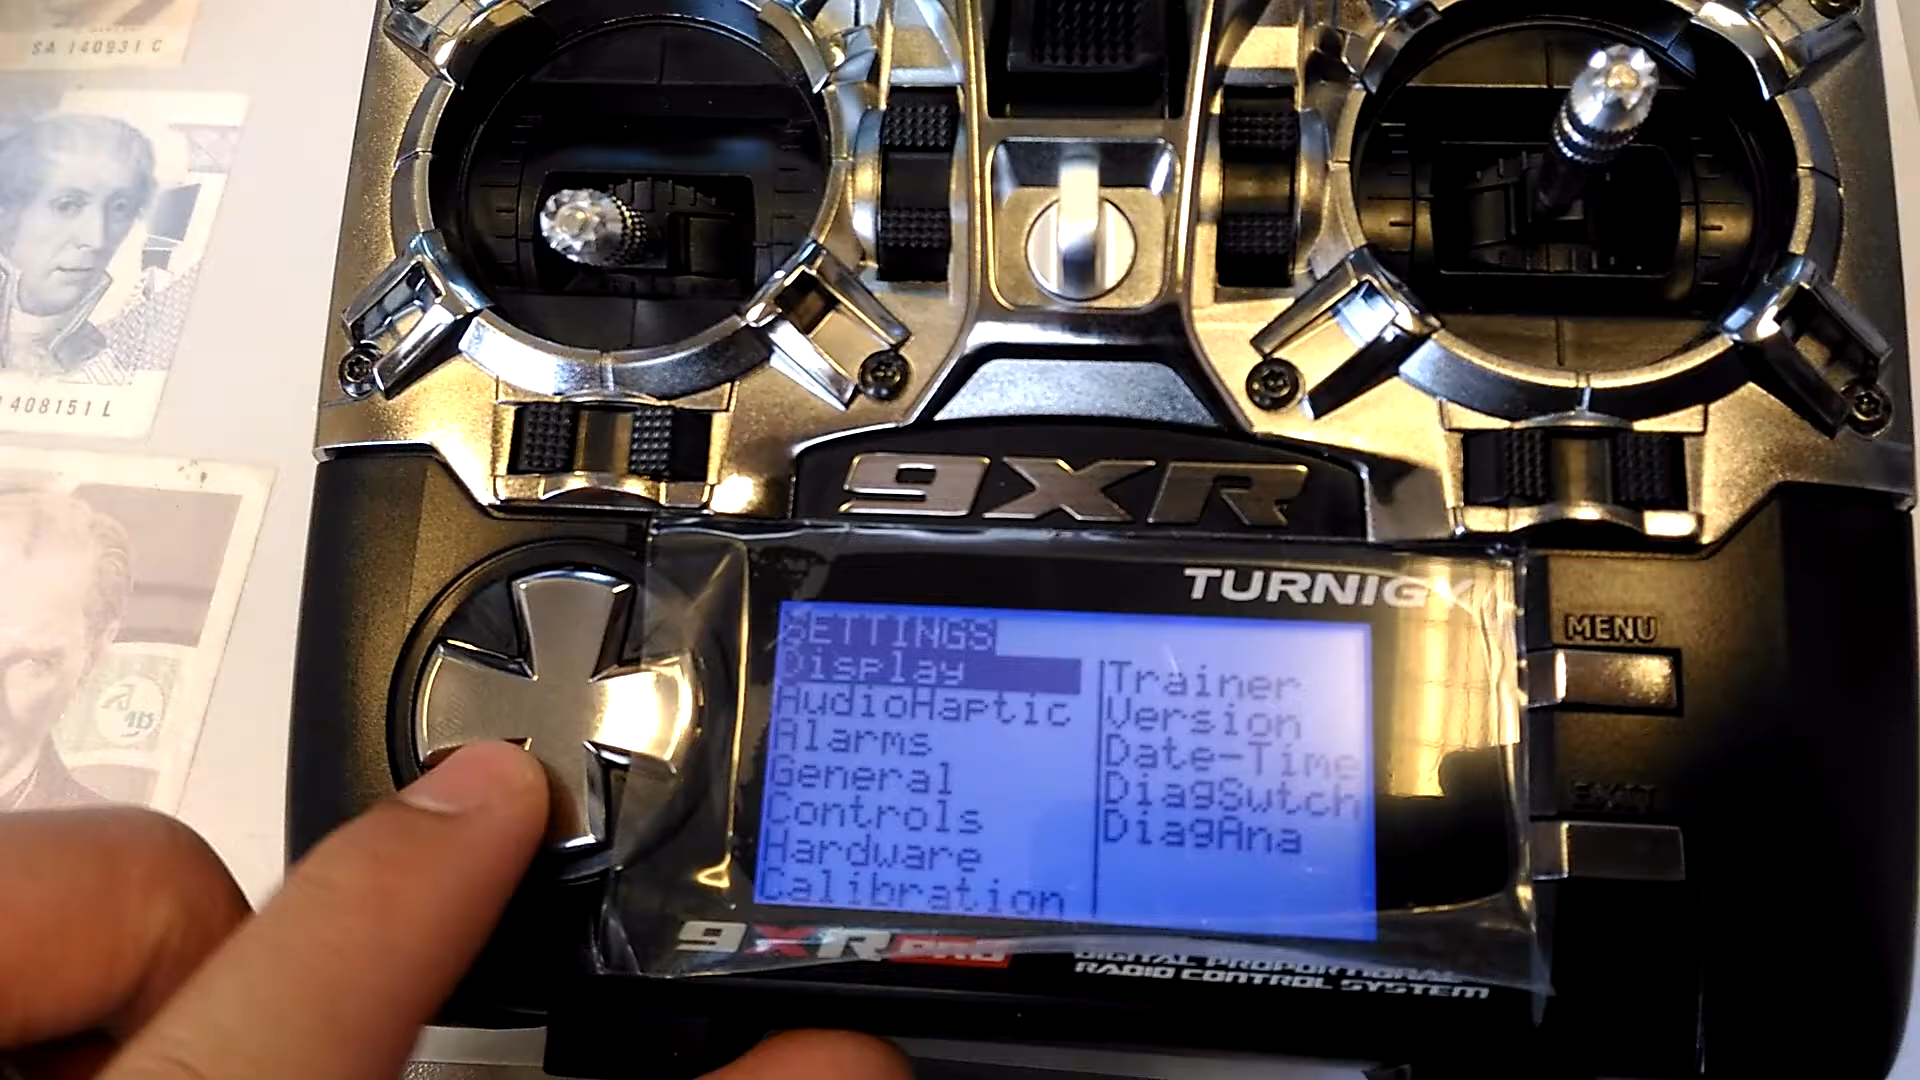 SA 140931 C
1408151 L
9XR
TURNIGY
SETTINGS
Display
AudioHaptic
Alarms
General
Controls
Hardware
Calibration
Trainer
Version
Date-Time
DiagSwtch
DiagAna
MENU
EXIT
9XR PRO
DIGITAL PROPORTIONAL
RADIO CONTROL SYSTEM